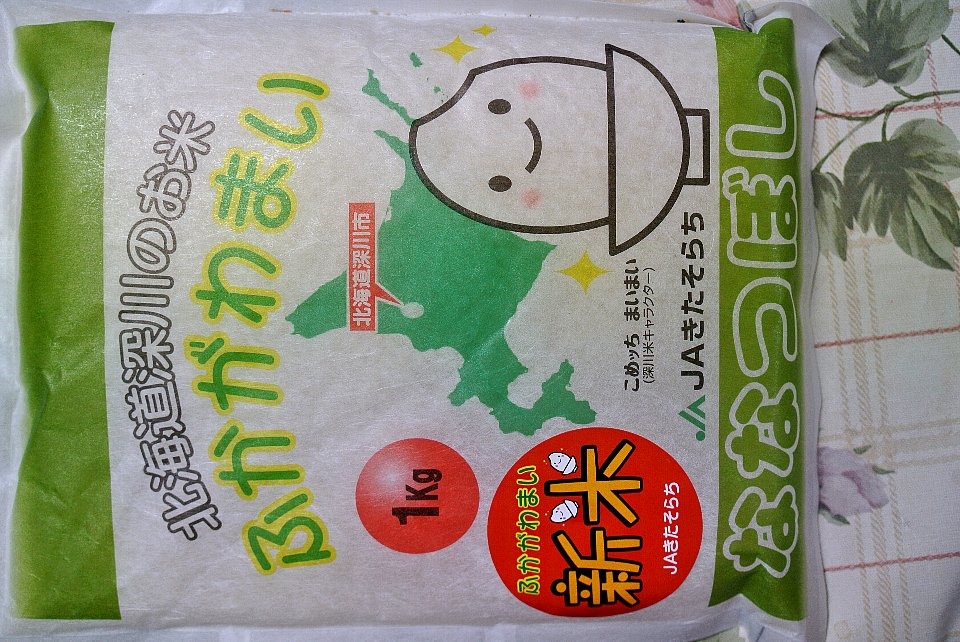 北海道深川のお米
ふかがわまい
北海道深川市
1Kg
こめッち まいまい
(深川米キャラクター)
JAきたそらち
ふかがわまい
新米
JAきたそらち
ななつぼし